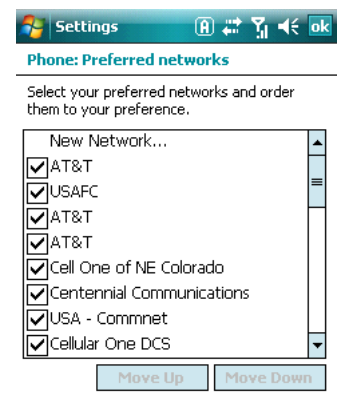 Settings
A
ok
Phone: Preferred networks
Select your preferred networks and order
them to your preference.
New Network...
AT&T
USAFC
AT&T
AT&T
Cell One of NE Colorado
Centennial Communications
USA - Commnet
Cellular One DCS
Move Up
Move Down